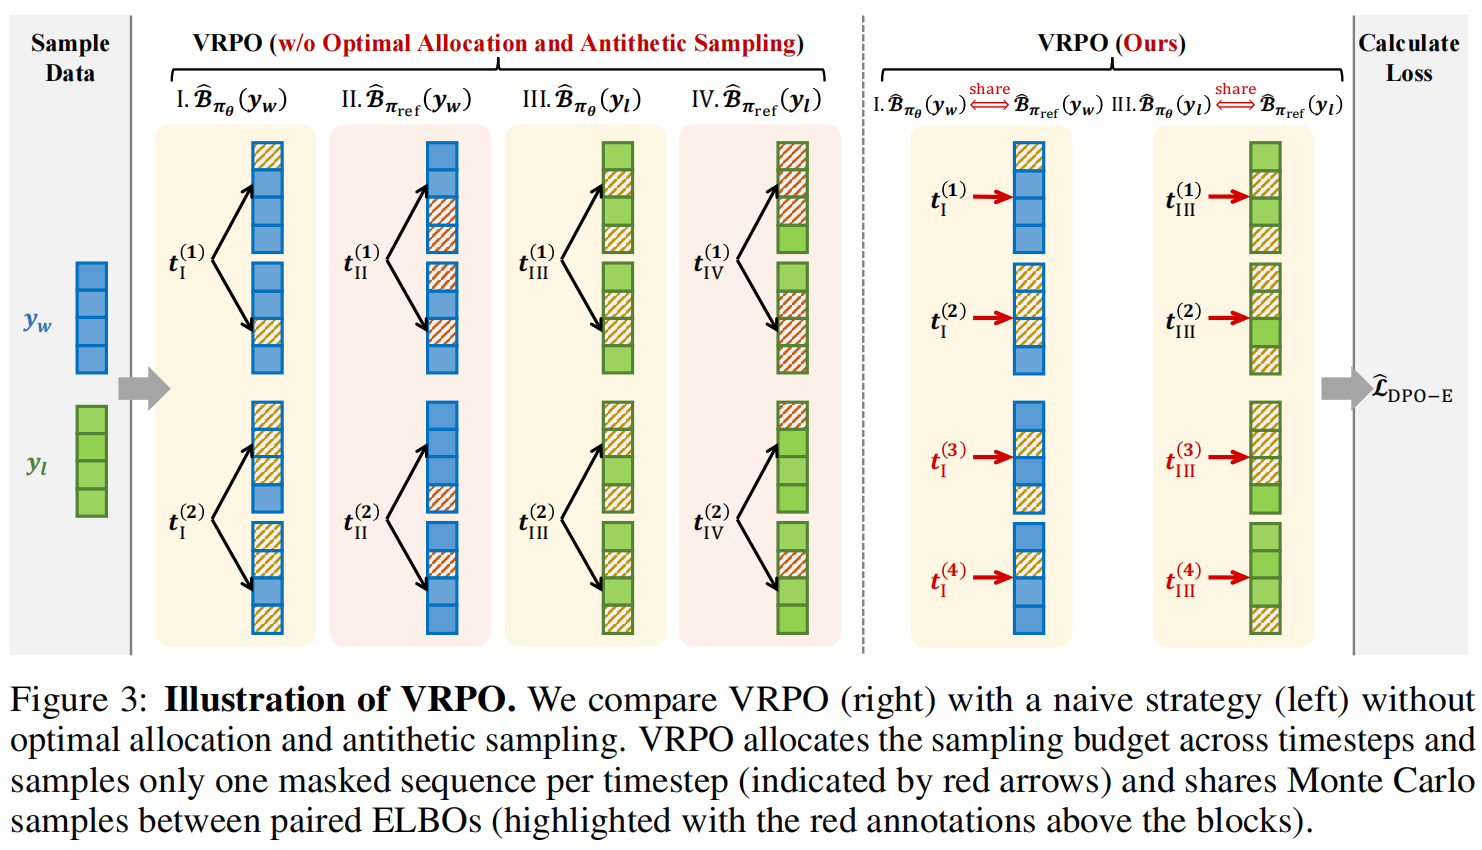 Sample Data
VRPO (w/o Optimal Allocation and Antithetic Sampling)
VRPO (Ours)
Calculate Loss
I. $\widehat{\mathcal{B}}_{\pi_\theta}(y_w)$
II. $\widehat{\mathcal{B}}_{\pi_{\text{ref}}}(y_w)$
III. $\widehat{\mathcal{B}}_{\pi_\theta}(y_l)$
IV. $\widehat{\mathcal{B}}_{\pi_{\text{ref}}}(y_l)$
I. $\widehat{\mathcal{B}}_{\pi_\theta}(y_w)$ share ⟺ $\widehat{\mathcal{B}}_{\pi_{\text{ref}}}(y_w)$
III. $\widehat{\mathcal{B}}_{\pi_\theta}(y_l)$ share ⟺ $\widehat{\mathcal{B}}_{\pi_{\text{ref}}}(y_l)$
$y_w$
$y_l$
$t_{\text{I}}^{(1)}$
$t_{\text{II}}^{(1)}$
$t_{\text{III}}^{(1)}$
$t_{\text{IV}}^{(1)}$
$t_{\text{I}}^{(2)}$
$t_{\text{II}}^{(2)}$
$t_{\text{III}}^{(2)}$
$t_{\text{IV}}^{(2)}$
$t_{\text{I}}^{(1)}$
$t_{\text{III}}^{(1)}$
$t_{\text{I}}^{(2)}$
$t_{\text{III}}^{(2)}$
$t_{\text{I}}^{(3)}$
$t_{\text{III}}^{(3)}$
$t_{\text{I}}^{(4)}$
$t_{\text{III}}^{(4)}$
$\widehat{\mathcal{L}}_{\text{DPO-E}}$
Figure 3: Illustration of VRPO. We compare VRPO (right) with a naive strategy (left) without
optimal allocation and antithetic sampling. VRPO allocates the sampling budget across timesteps and
samples only one masked sequence per timestep (indicated by red arrows) and shares Monte Carlo
samples between paired ELBOs (highlighted with the red annotations above the blocks).